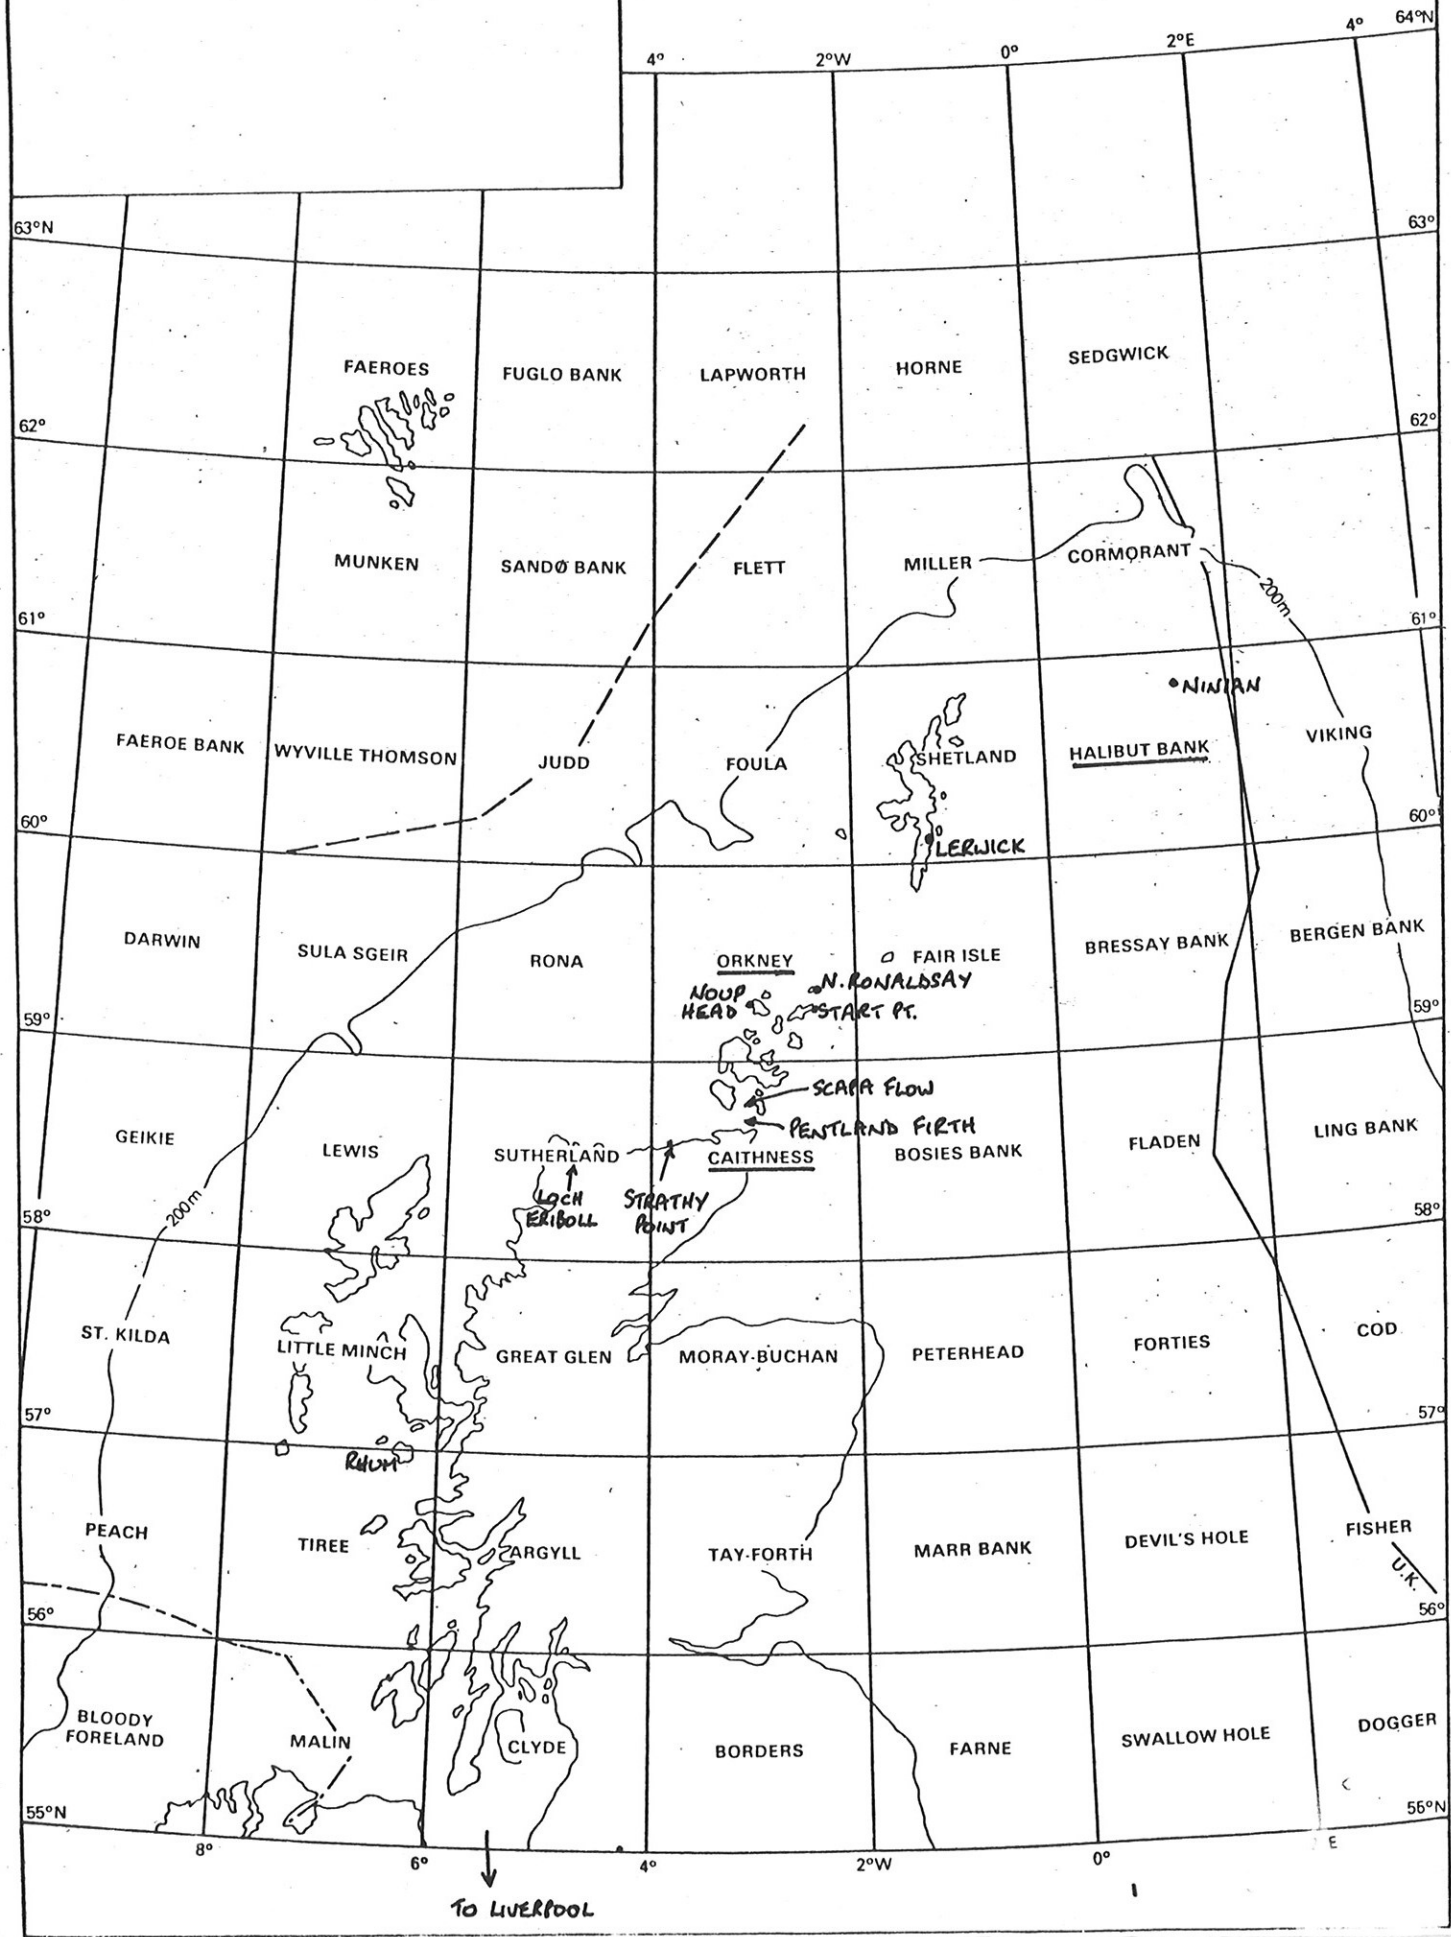 64°N
4°
2°E
0°
2°W
4°
63°N
63°
FAEROES
FUGLO BANK
LAPWORTH
HORNE
SEDGWICK
62°
62°
MUNKEN
SANDØ BANK
FLETT
MILLER
CORMORANT
200m
61°
61°
NINIAN
FAEROE BANK
WYVILLE THOMSON
JUDD
FOULA
SHETLAND
HALIBUT BANK
VIKING
60°
60°
LERWICK
DARWIN
SULA SGEIR
RONA
ORKNEY
FAIR ISLE
BRESSAY BANK
BERGEN BANK
N. RONALDSAY
NOUP
HEAD
START PT.
59°
59°
SCAPA FLOW
PENTLAND FIRTH
GEIKIE
LEWIS
SUTHERLAND
CAITHNESS
BOSIES BANK
FLADEN
LING BANK
200m
LOCH
ERIBOLL
STRATHY
POINT
58°
58°
ST. KILDA
LITTLE MINCH
GREAT GLEN
MORAY-BUCHAN
PETERHEAD
FORTIES
COD
57°
57°
RHUM
PEACH
TIREE
ARGYLL
TAY-FORTH
MARR BANK
DEVIL'S HOLE
FISHER
U.K.
56°
56°
BLOODY
FORELAND
MALIN
CLYDE
BORDERS
FARNE
SWALLOW HOLE
DOGGER
55°N
55°N
8°
6°
4°
2°W
0°
E
TO LIVERPOOL